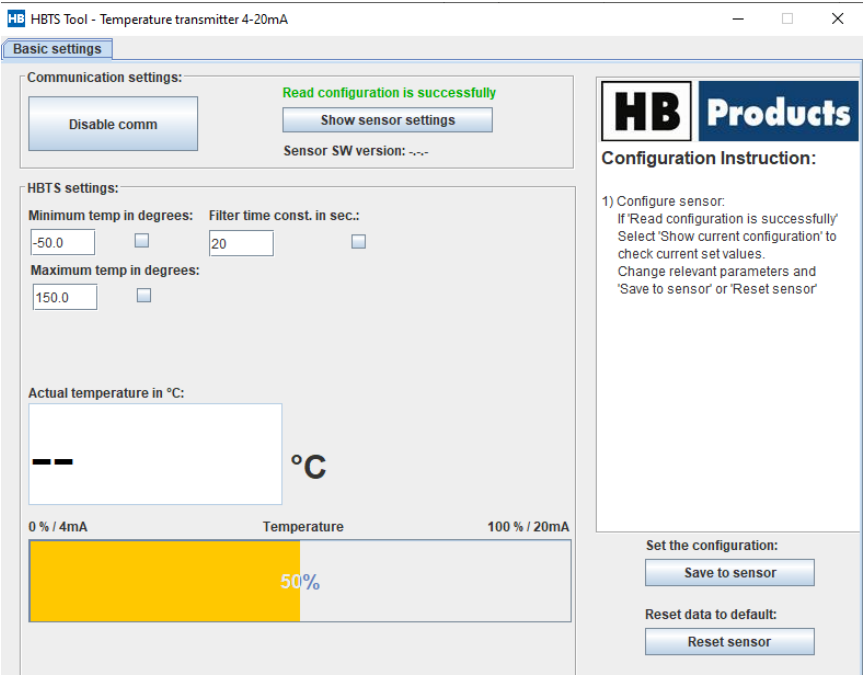 HB HBTS Tool - Temperature transmitter 4-20mA
Basic settings
Communication settings:
Disable comm
Read configuration is successfully
Show sensor settings
Sensor SW version: -.-.-
HBTS settings:
Minimum temp in degrees: Filter time const. in sec.:
-50.0 20
Maximum temp in degrees:
150.0
Actual temperature in °C:
-- °C
0 % / 4mA Temperature 100 % / 20mA
50%
HB Products
Configuration Instruction:
1) Configure sensor:
If 'Read configuration is successfully'
Select 'Show current configuration' to
check current set values.
Change relevant parameters and
'Save to sensor' or 'Reset sensor'
Set the configuration:
Save to sensor
Reset data to default:
Reset sensor